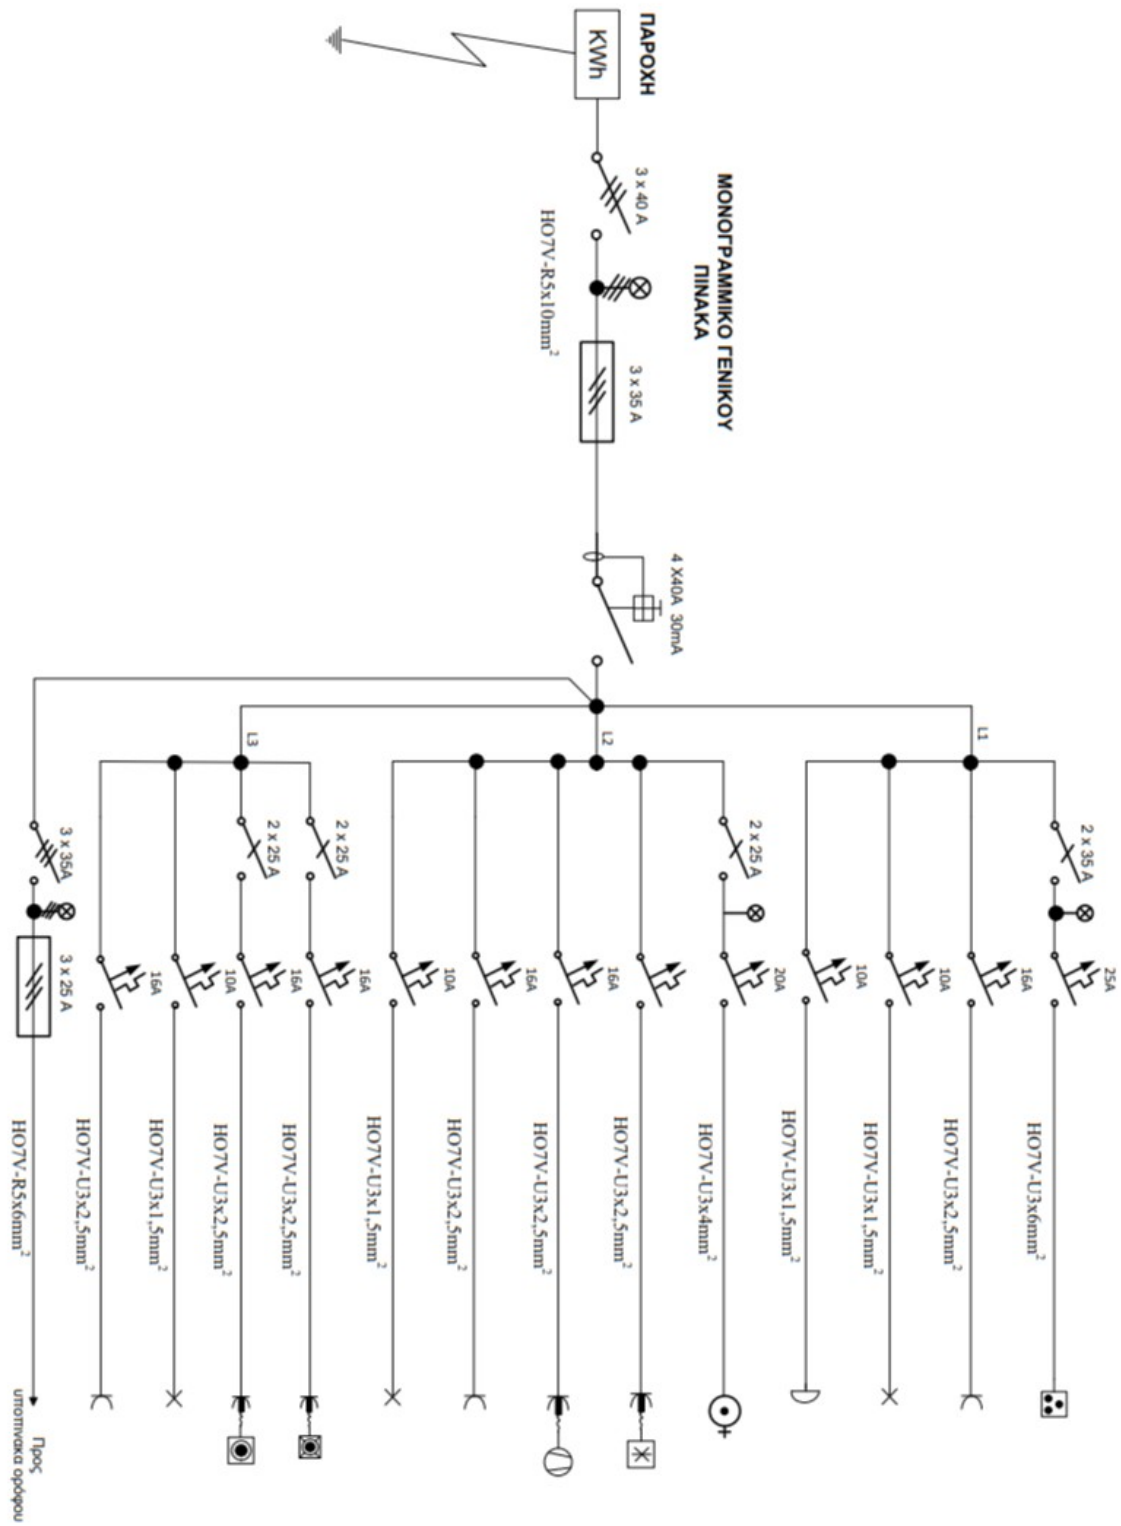 ΜΟΝΟΓΡΑΜΜΙΚΟ ΓΕΝΙΚΟΥ
ΠΙΝΑΚΑ
ΠΑΡΟΧΗ
KWh
3 x 40 A
HO7V-R5x10mm²
3 x 35 A
4 X40A 30mA
L1
L2
L3
2 x 35 A
25A
HO7V-U3x6mm²
16A
HO7V-U3x2,5mm²
10A
HO7V-U3x1,5mm²
10A
HO7V-U3x1,5mm²
2 x 25 A
20A
HO7V-U3x4mm²
HO7V-U3x2,5mm²
16A
HO7V-U3x2,5mm²
16A
HO7V-U3x2,5mm²
10A
HO7V-U3x1,5mm²
2 x 25 A
16A
HO7V-U3x2,5mm²
2 x 25 A
16A
HO7V-U3x2,5mm²
10A
HO7V-U3x1,5mm²
16A
HO7V-U3x2,5mm²
3 x 35A
3 x 25 A
HO7V-R5x6mm²
Προς
υποπινακα ορόφου